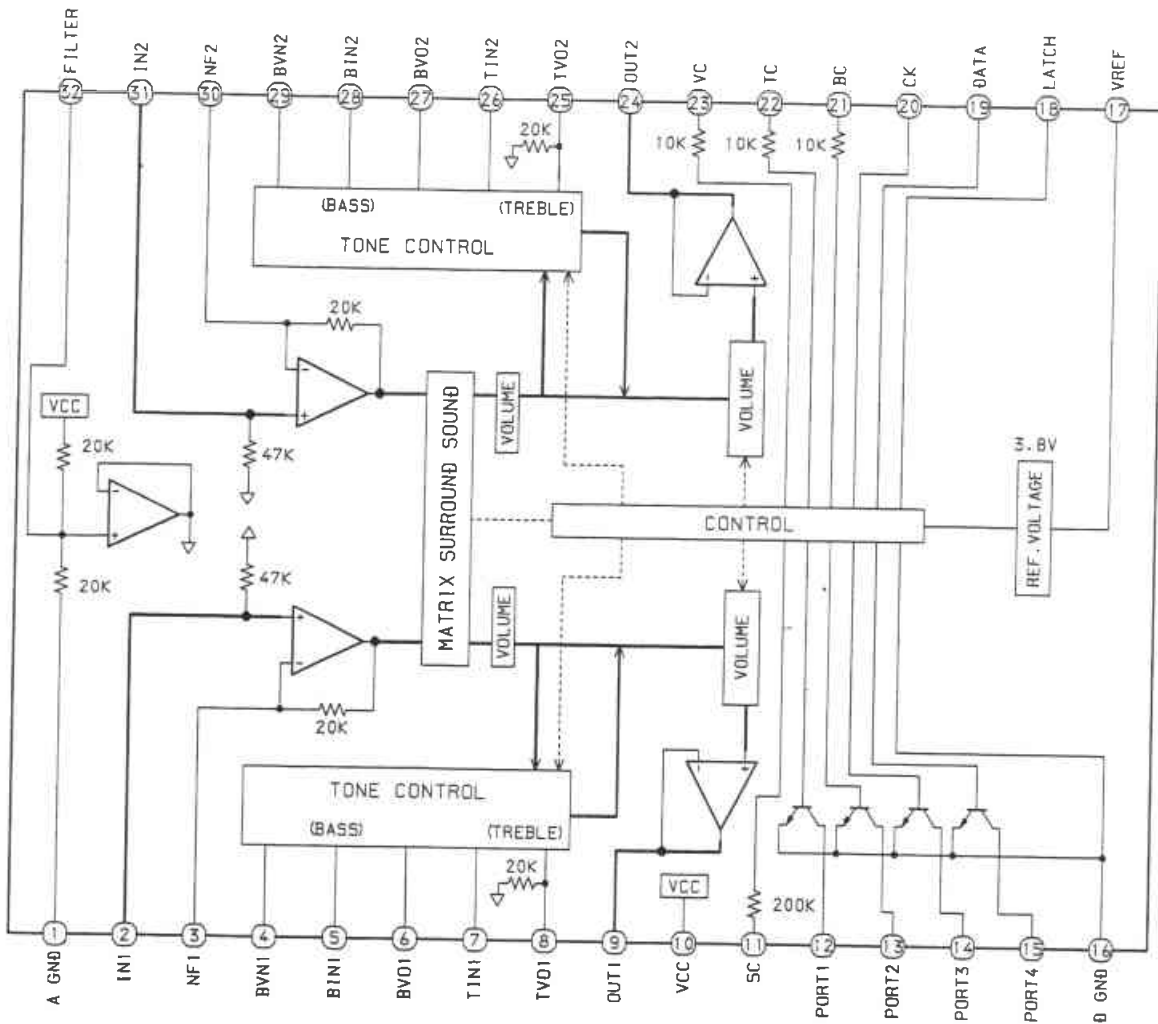 FILTER
IN2
NF2
BVN2
BIN2
BVO2
TIN2
TVO2
OUT2
VC
TC
BC
CK
DATA
LATCH
VREF
32
31
30
29
28
27
26
25
24
23
22
21
20
19
18
17
20K
10K
10K
10K
(BASS)
(TREBLE)
TONE CONTROL
20K
VCC
20K
47K
MATRIX SURROUND SOUND
VOLUME
VOLUME
3.8V
REF.VOLTAGE
CONTROL
20K
47K
VOLUME
VOLUME
20K
TONE CONTROL
(BASS)
(TREBLE)
20K
VCC
200K
1
2
3
4
5
6
7
8
9
10
11
12
13
14
15
16
A GND
IN1
NF1
BVN1
BIN1
BVO1
TIN1
TVO1
OUT1
VCC
SC
PORT1
PORT2
PORT3
PORT4
D GND